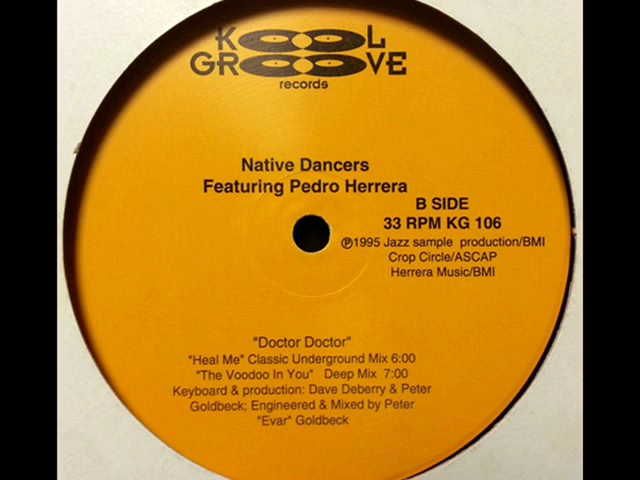 KOOL
GROOVE
records
Native Dancers
Featuring Pedro Herrera
B SIDE
33 RPM KG 106
℗1995 Jazz sample production/BMI
Crop Circle/ASCAP
Herrera Music/BMI
"Doctor Doctor"
"Heal Me" Classic Underground Mix 6:00
"The Voodoo In You" Deep Mix 7:00
Keyboard & production: Dave Deberry & Peter
Goldbeck; Engineered & Mixed by Peter
"Evar" Goldbeck